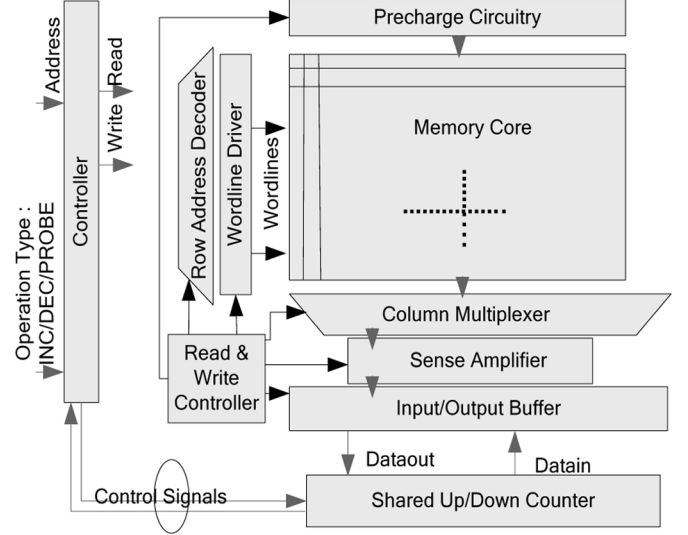 Precharge Circuitry
Address
Read
Write
Controller
Operation Type :
INC/DEC/PROBE
Row Address Decoder
Wordline Driver
Wordlines
Memory Core
Column Multiplexer
Read &
Write
Controller
Sense Amplifier
Input/Output Buffer
Dataout
Datain
Control Signals
Shared Up/Down Counter